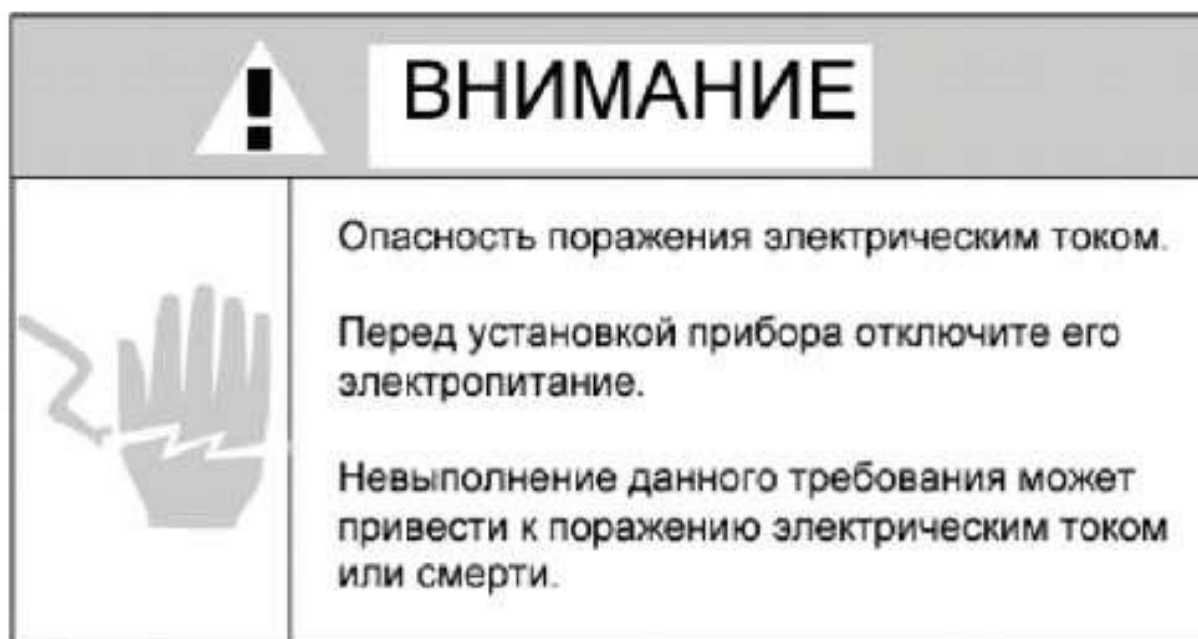 ВНИМАНИЕ
Опасность поражения электрическим током.
Перед установкой прибора отключите его
электропитание.
Невыполнение данного требования может
привести к поражению электрическим током
или смерти.